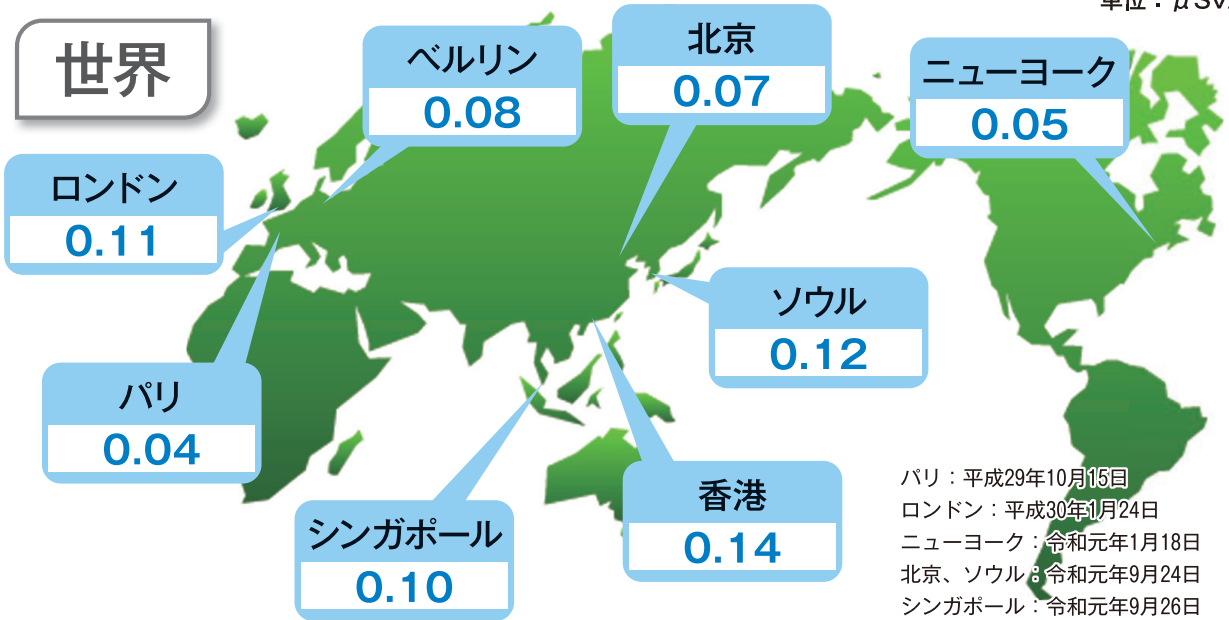 単位：μSv/
世界
ベルリン
0.08
北京
0.07
ニューヨーク
0.05
ロンドン
0.11
ソウル
0.12
パリ
0.04
シンガポール
0.10
香港
0.14
パリ：平成29年10月15日
ロンドン：平成30年1月24日
ニューヨーク：令和元年1月18日
北京、ソウル：令和元年9月24日
シンガポール：令和元年9月26日